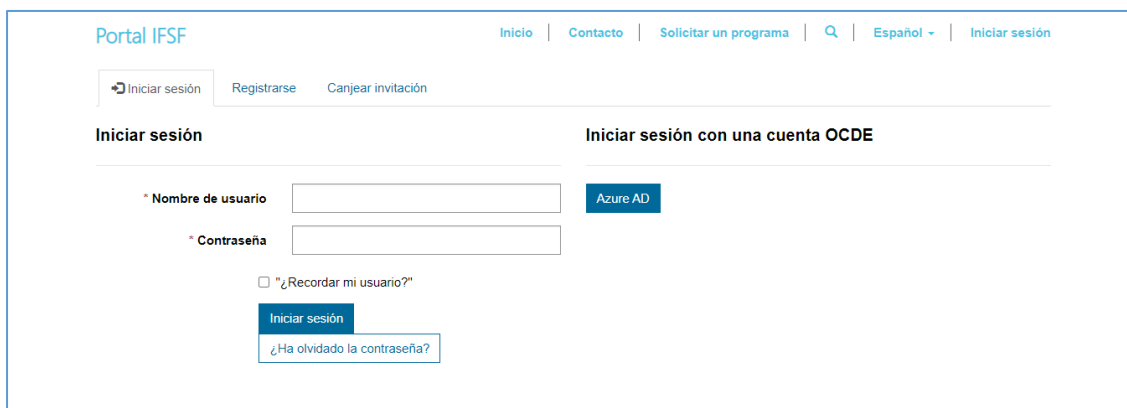 Portal IFSF
Inicio
Contacto
Solicitar un programa
Español
Iniciar sesión
Iniciar sesión
Registrarse
Canjear invitación
Iniciar sesión
Iniciar sesión con una cuenta OCDE
* Nombre de usuario
Azure AD
* Contraseña
"¿Recordar mi usuario?"
Iniciar sesión
¿Ha olvidado la contraseña?